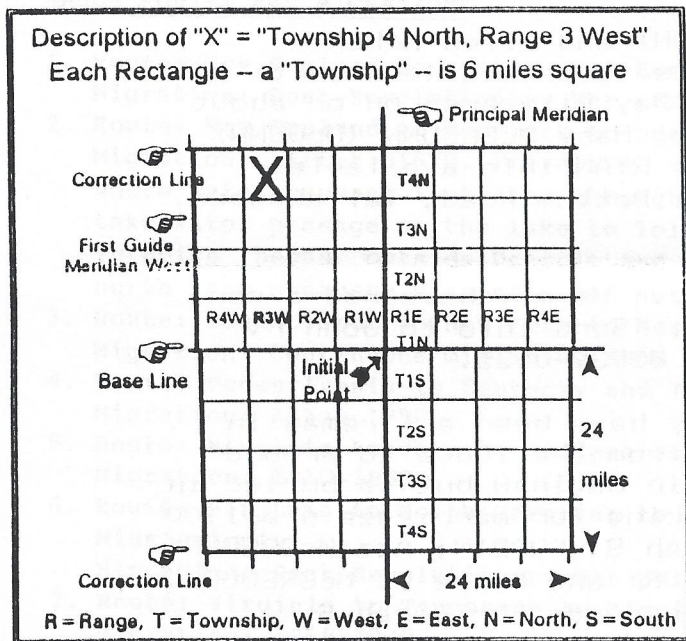 Description of "X" = "Township 4 North, Range 3 West"
Each Rectangle -- a "Township" -- is 6 miles square
Principal Meridian
Correction Line
X
T4N
First Guide
Meridian West
T3N
T2N
R4W R3W R2W R1W R1E R2E R3E R4E
T1N
Base Line
Initial
Point
T1S
T2S
24
miles
T3S
T4S
Correction Line
24 miles
R = Range, T = Township, W = West, E = East, N = North, S = South